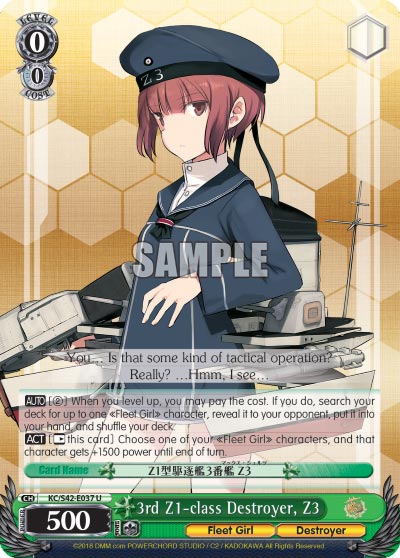 LEVEL
0
0
COST
Z3
SAMPLE
You... Is that some kind of tactical operation?
Really? ...Hmm, I see...
AUTO [②] When you level up, you may pay the cost. If you do, search your
deck for up to one «Fleet Girl» character, reveal it to your opponent, put it into
your hand, and shuffle your deck.
ACT [this card] Choose one of your «Fleet Girl» characters, and that
character gets +1500 power until end of turn.
Card Name
Z1型駆逐艦3番艦 Z3
CH KC/S42-E037 U
3rd Z1-class Destroyer, Z3
500
POWER
Fleet Girl
Destroyer
©2016 DMM.com POWERCHORD STUDIO / C2 / KADOKAWA All Rights Reserved.